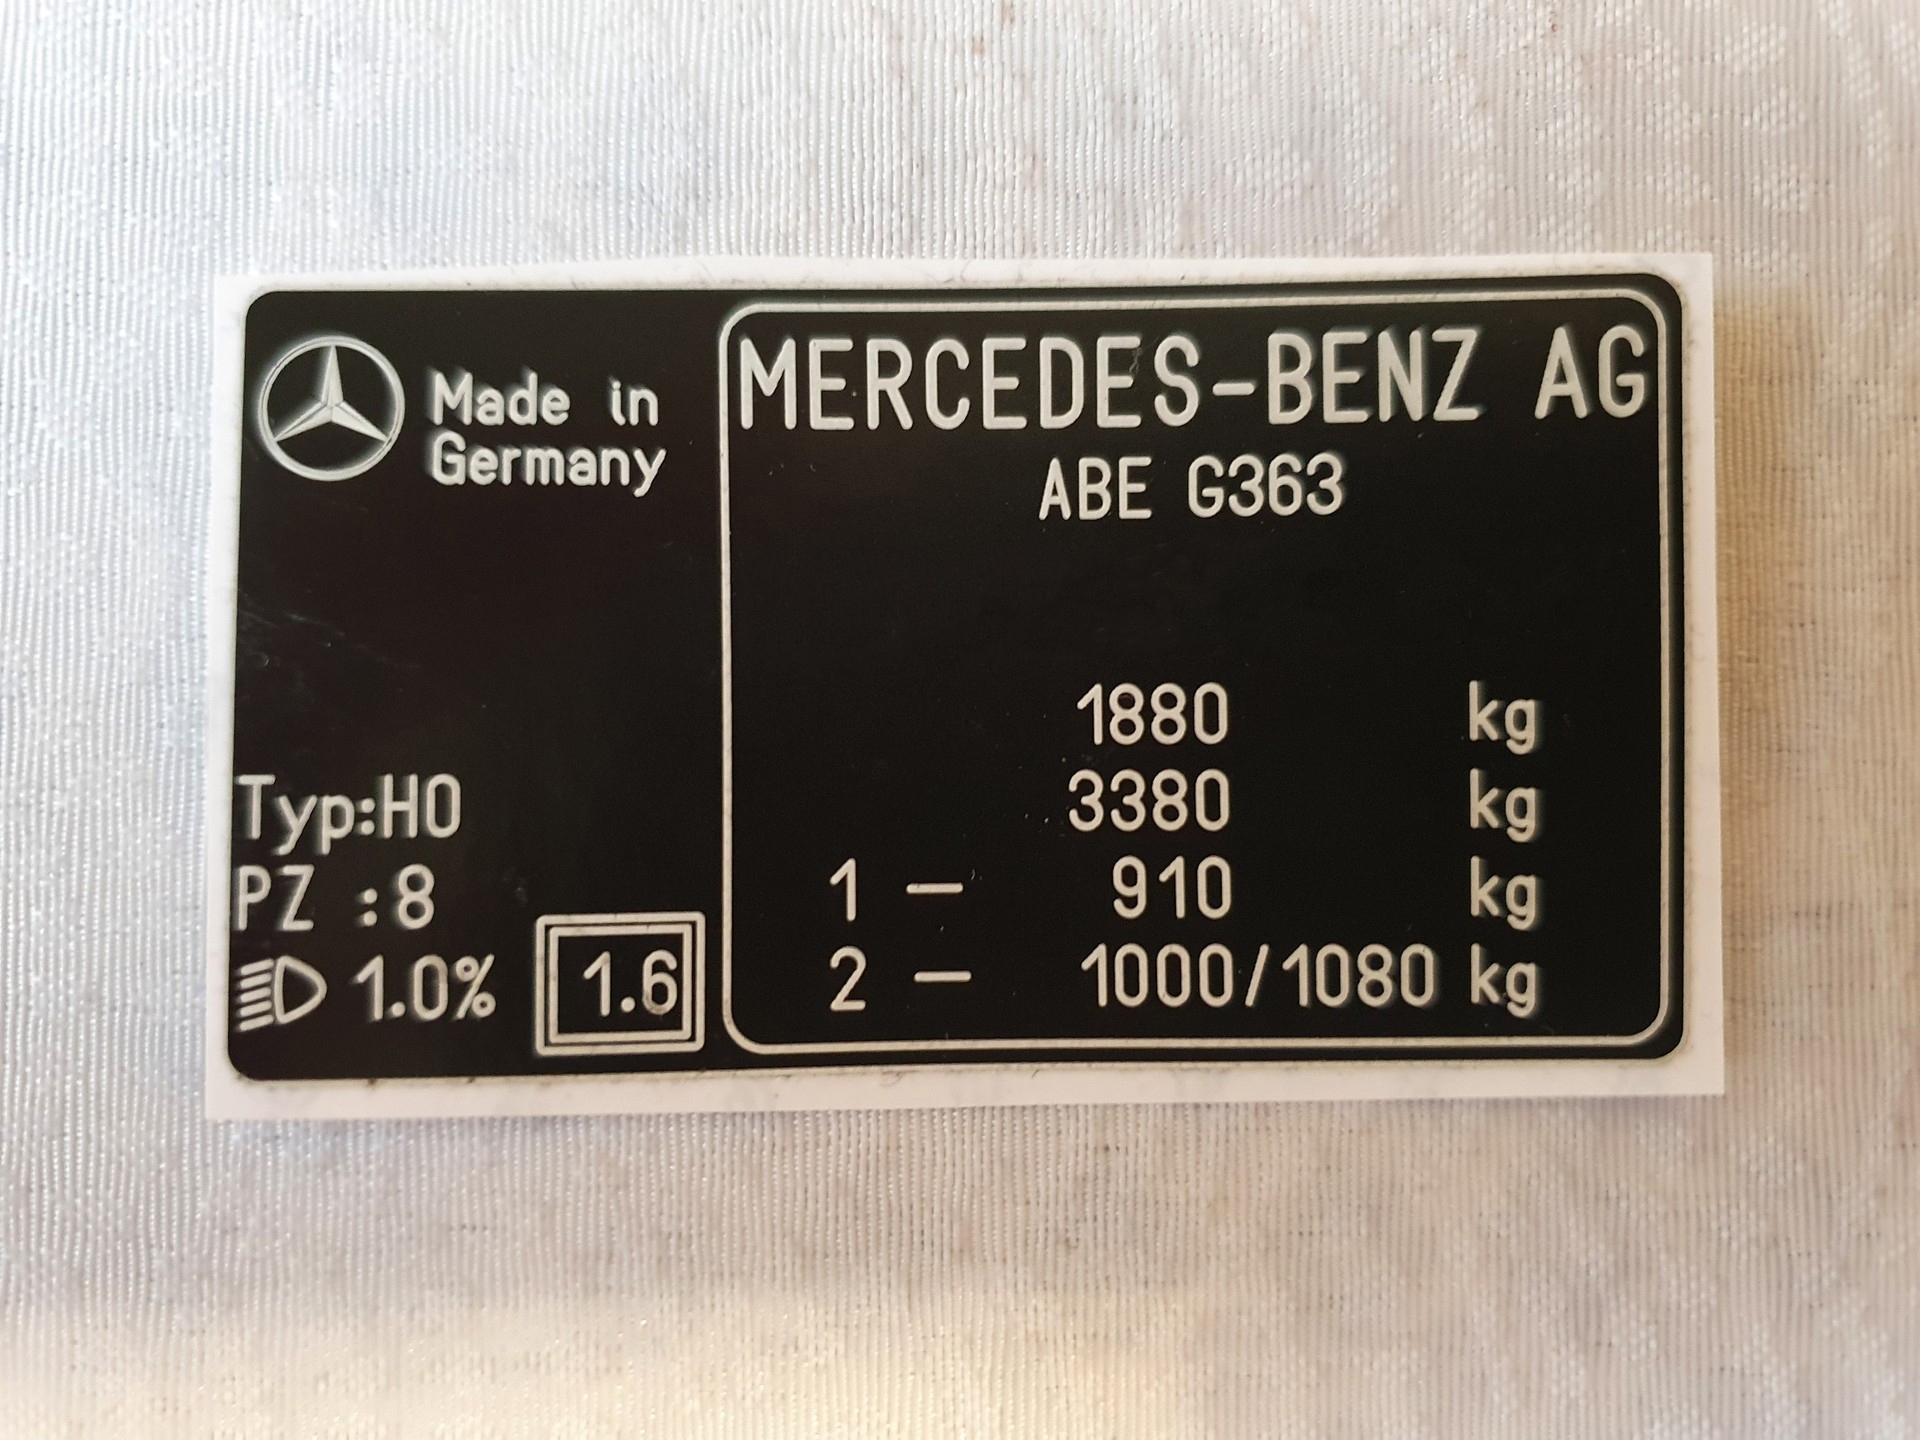 Made in
Germany
Typ:H0
PZ :8
1.0%
1.6
MERCEDES-BENZ AG
ABE G363
1880 kg
3380 kg
1 – 910 kg
2 – 1000/1080 kg